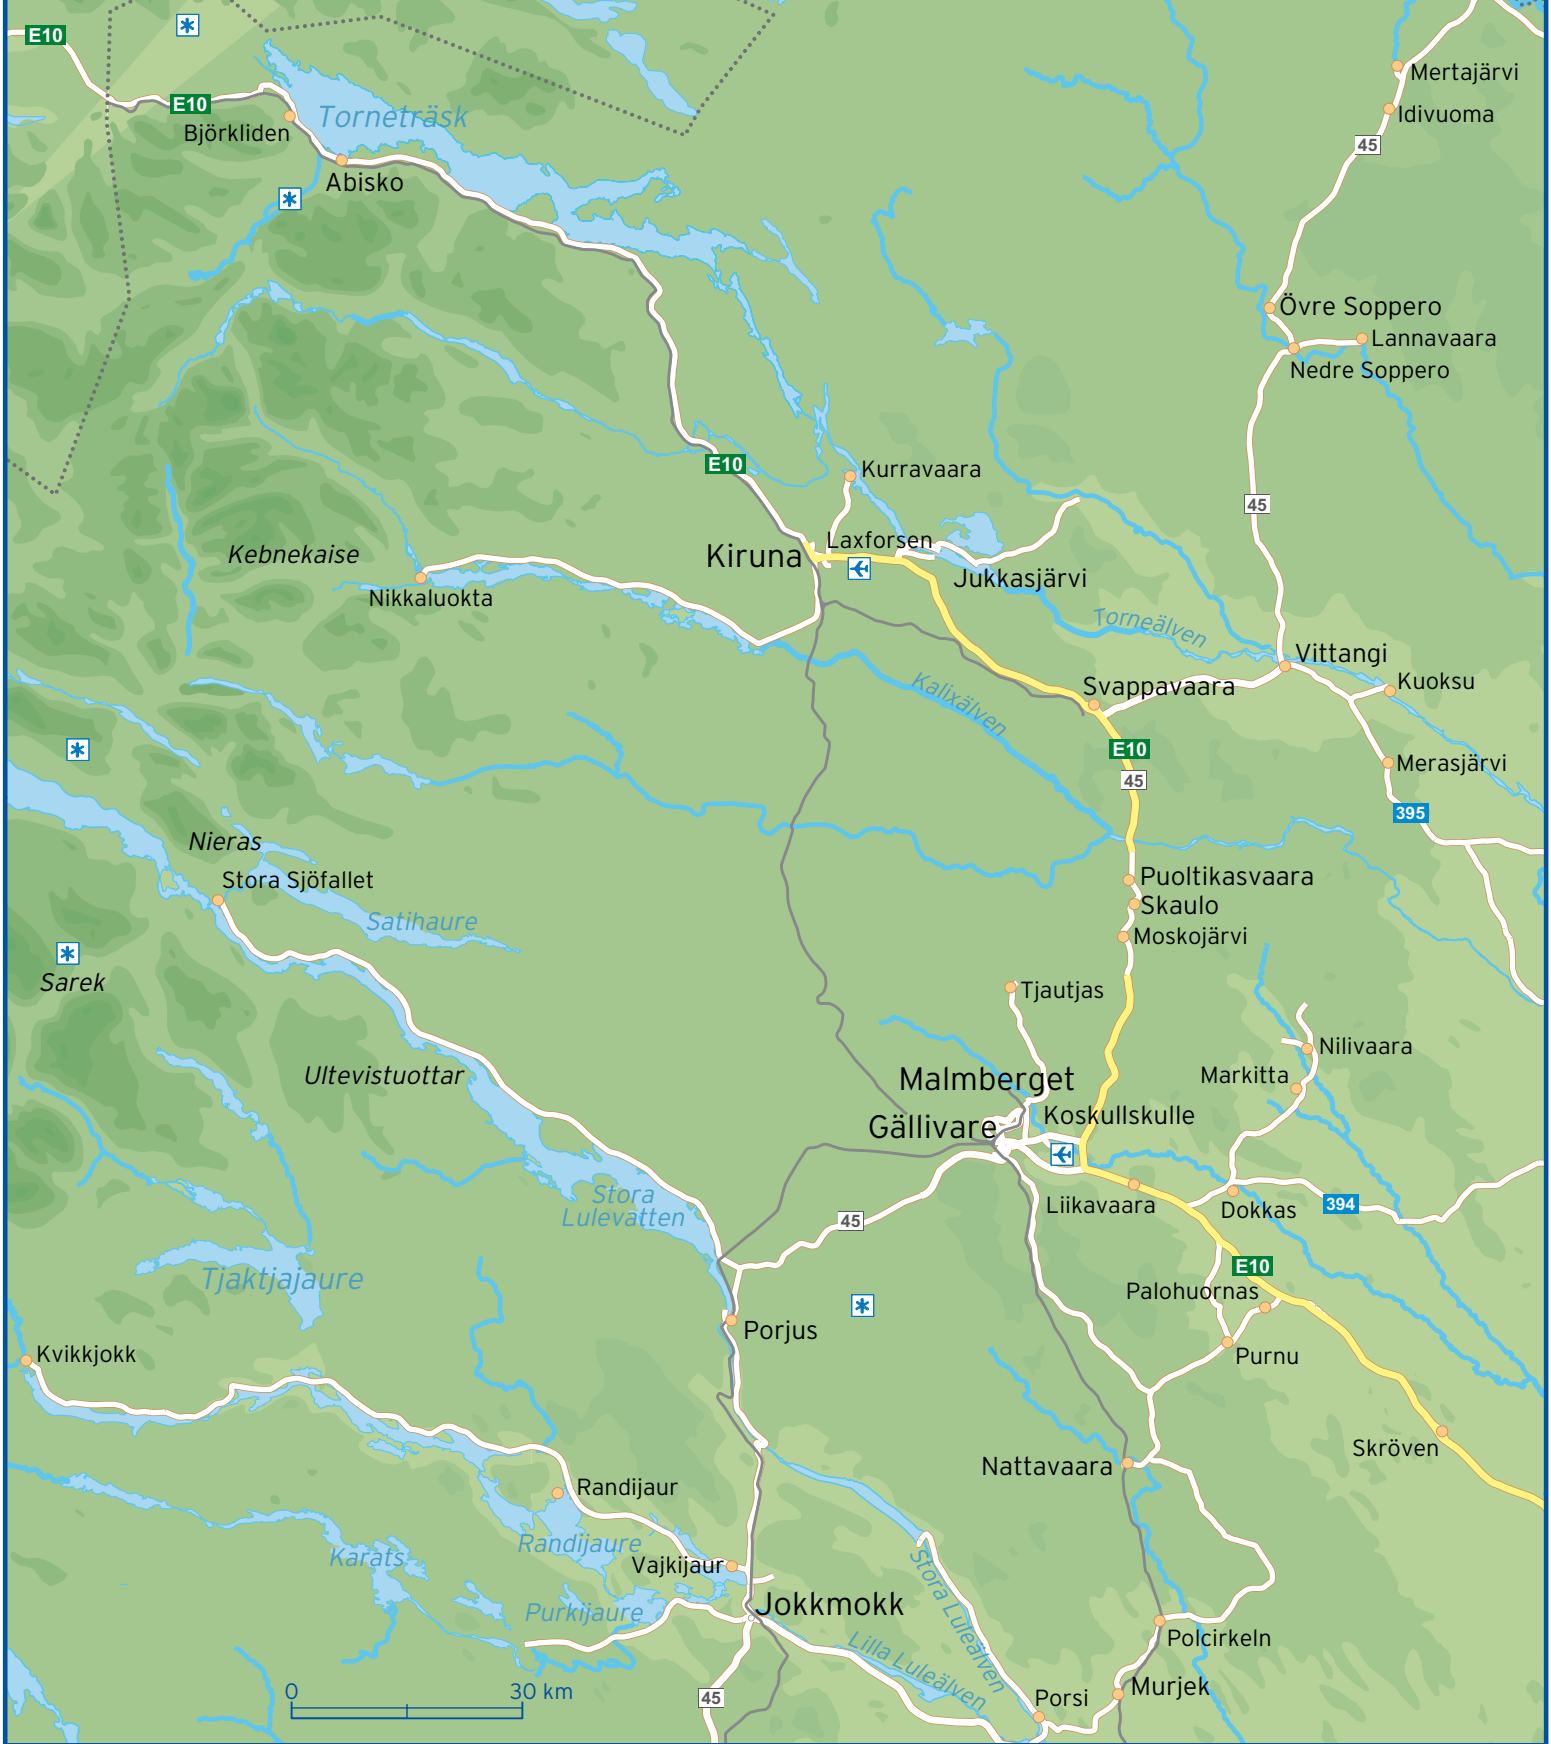 E10
Mertajärvi
E10
Idivuoma
Torneträsk
Björkliden
45
Abisko
Övre Soppero
Lannavaara
Nedre Soppero
E10
Kurravaara
45
Laxforsen
Kebnekaise
Kiruna
Jukkasjärvi
Nikkaluokta
Torneälven
Vittangi
Kuoksu
Svappavaara
Kalixälven
E10
Merasjärvi
45
395
Nieras
Stora Sjöfallet
Puoltikasvaara
Skaulo
Satihaure
Moskojärvi
Sarek
Tjautjas
Nilivaara
Ultevistuottar
Markitta
Malmberget
Koskullskulle
Gällivare
Stora
Lulevatten
Liikavaara
394
Dokkas
45
E10
Tjaktjajaure
Palohuornas
Porjus
Kvikkjokk
Purnu
Skröven
Nattavaara
Randijaur
Randijaure
Karats
Vajkijaur
Stora Luleälven
Purkijaure
Jokkmokk
Polcirkeln
Lilla Luleälven
0
30 km
45
Porsi
Murjek